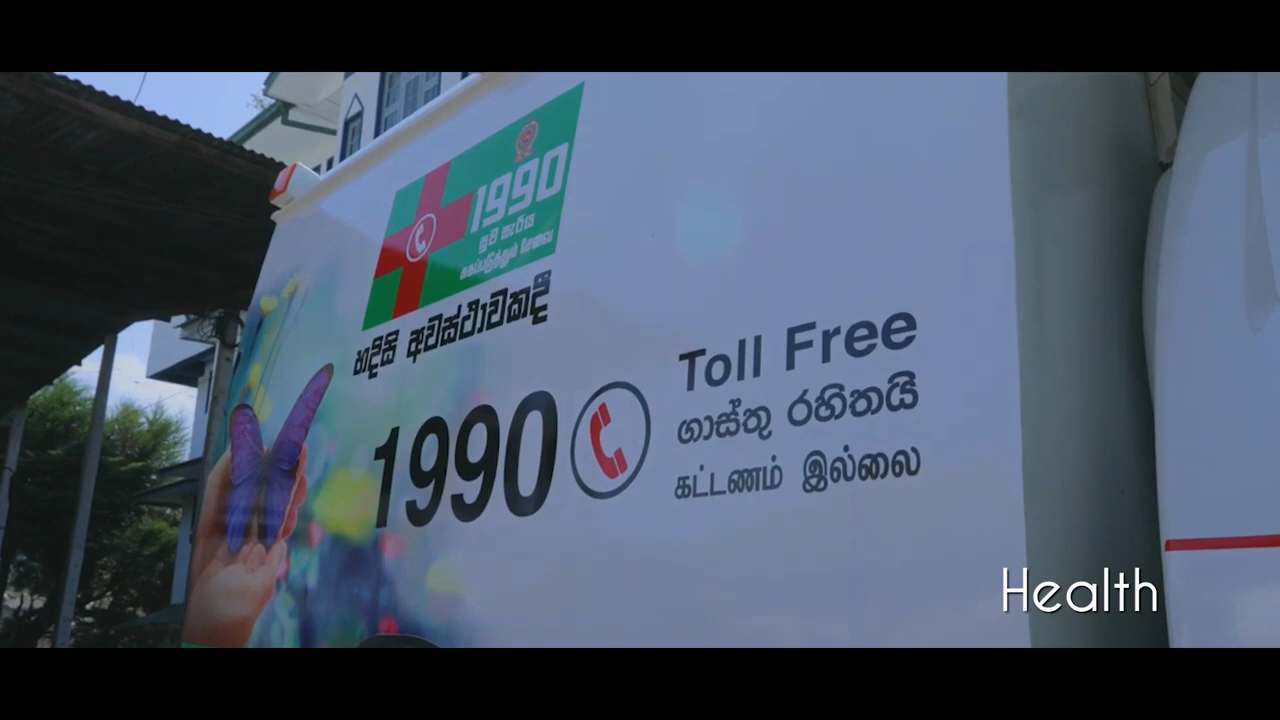 1990
සුව සැරිය
හදිසි අවස්ථාවකදී
1990
Toll Free
ගාස්තු රහිතයි
கட்டணம் இல்லை
Health